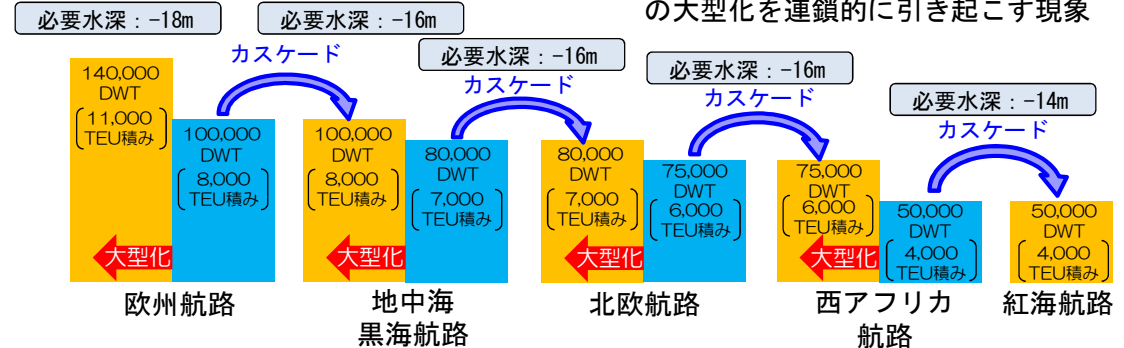 の大型化を連鎖的に引き起こす現象
必要水深：-18m
必要水深：-16m
必要水深：-16m
必要水深：-16m
必要水深：-14m
カスケード
カスケード
カスケード
カスケード
140,000
DWT
11,000
TEU積み
100,000
DWT
8,000
TEU積み
大型化
欧州航路
100,000
DWT
8,000
TEU積み
80,000
DWT
7,000
TEU積み
大型化
地中海
黒海航路
80,000
DWT
7,000
TEU積み
75,000
DWT
6,000
TEU積み
大型化
北欧航路
75,000
DWT
6,000
TEU積み
50,000
DWT
4,000
TEU積み
大型化
西アフリカ
航路
50,000
DWT
4,000
TEU積み
紅海航路